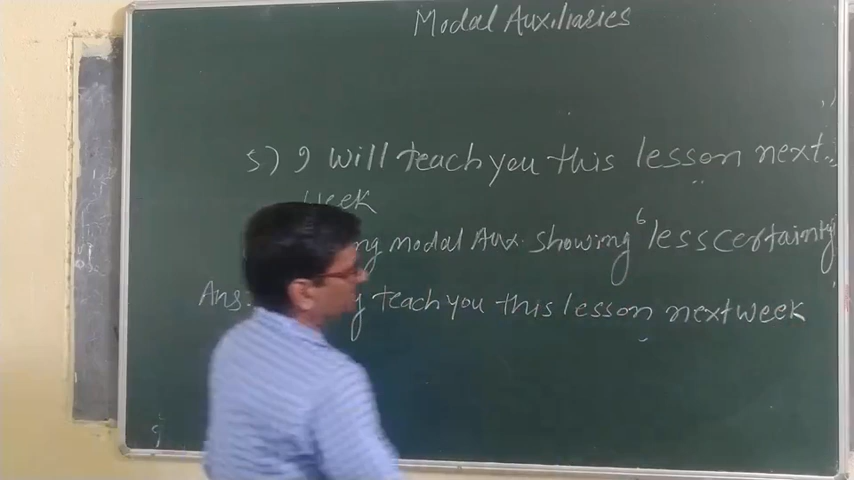 Modal Auxiliaries
5) I will teach you this lesson next
week
modal Aux. showing 'less certainty'
Ans. teach you this lesson next week